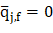 q̅ⱼ,f = 0